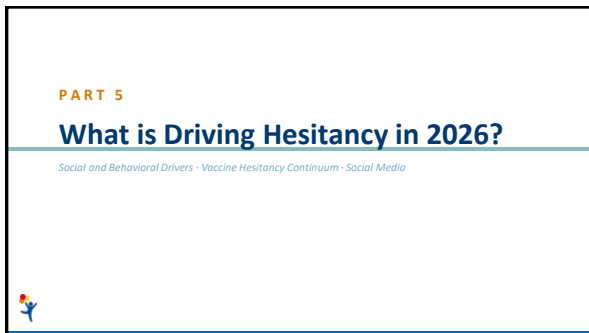 PART 5
What is Driving Hesitancy in 2026?
Social and Behavioral Drivers · Vaccine Hesitancy Continuum · Social Media